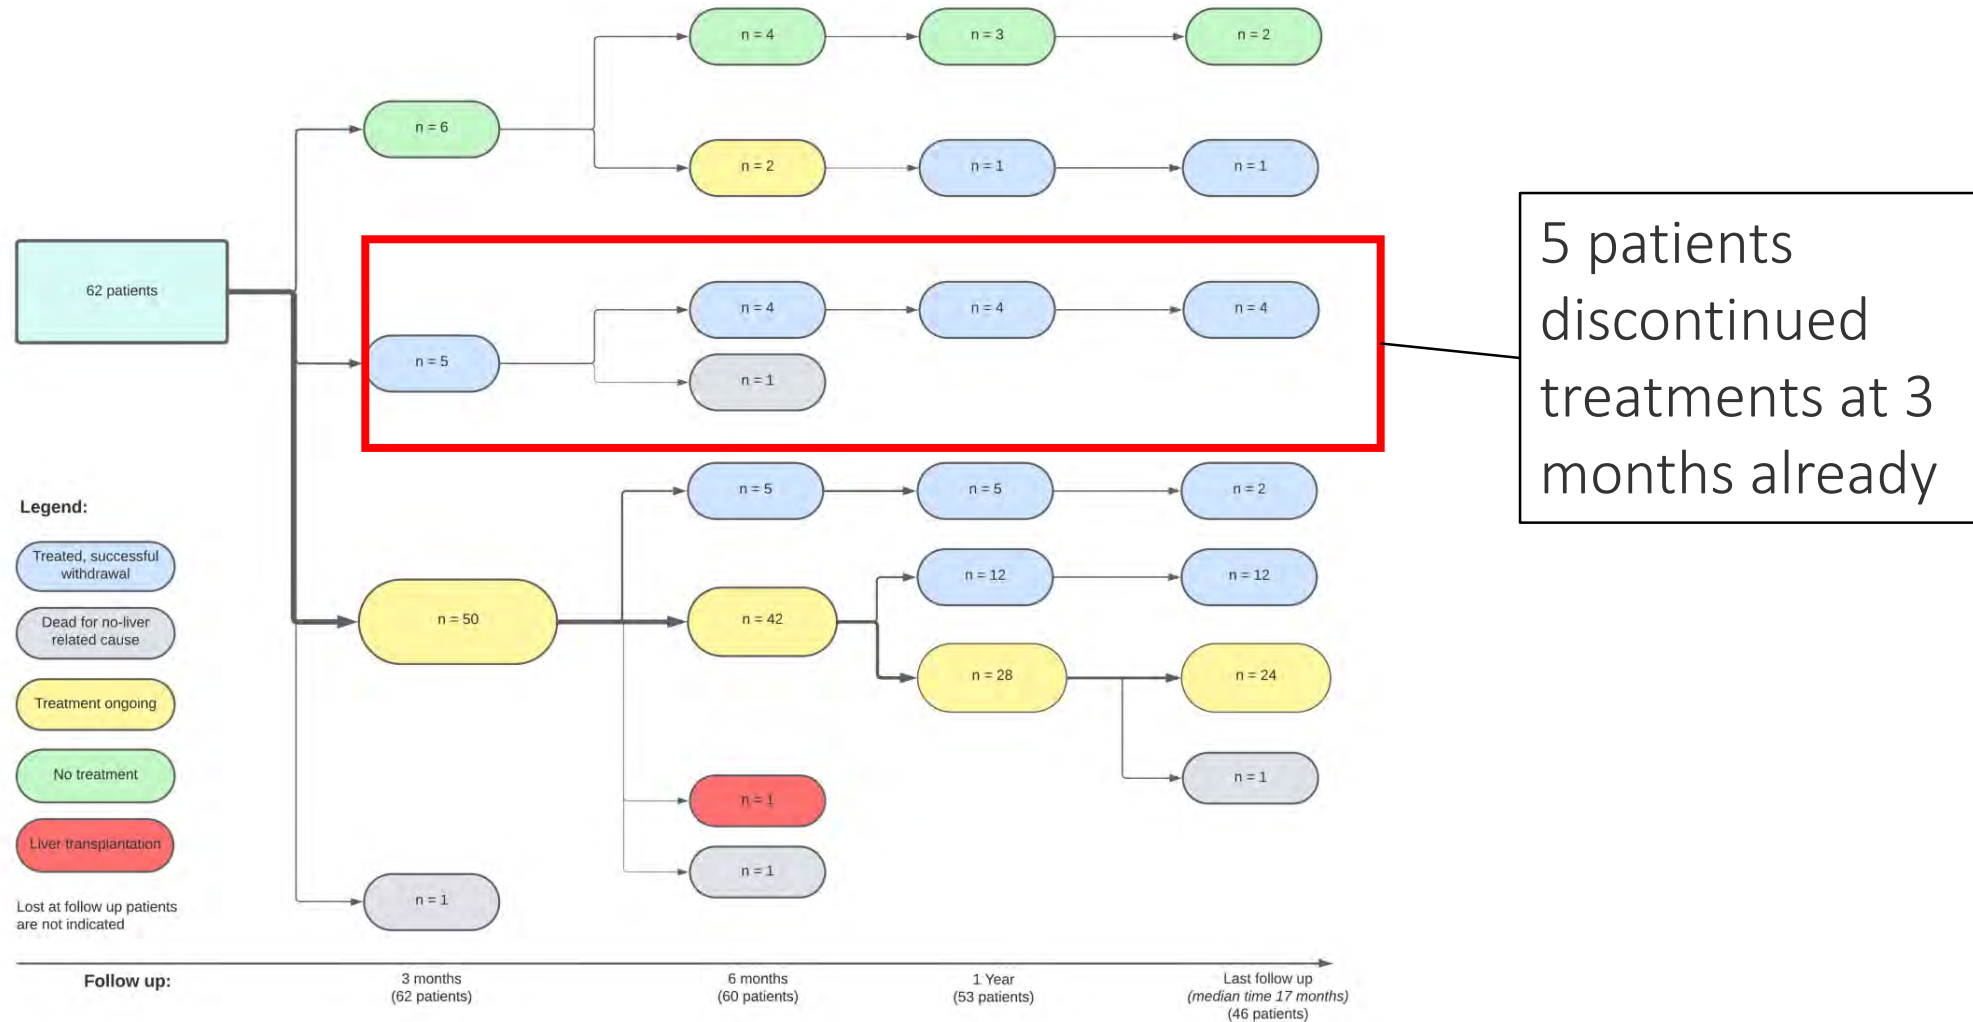 n = 4
n = 3
n = 2
n = 6
n = 2
n = 1
n = 1
62 patients
n = 5
n = 4
n = 4
n = 4
n = 1
5 patients
discontinued
treatments at 3
months already
n = 50
n = 5
n = 5
n = 2
n = 42
n = 12
n = 12
n = 28
n = 24
n = 1
n = 1
n = 1
n = 1
Legend:
Treated, successful
withdrawal
Dead for no-liver
related cause
Treatment ongoing
No treatment
Liver transplantation
Lost at follow up patients
are not indicated
Follow up:
3 months
(62 patients)
6 months
(60 patients)
1 Year
(53 patients)
Last follow up
(median time 17 months)
(46 patients)